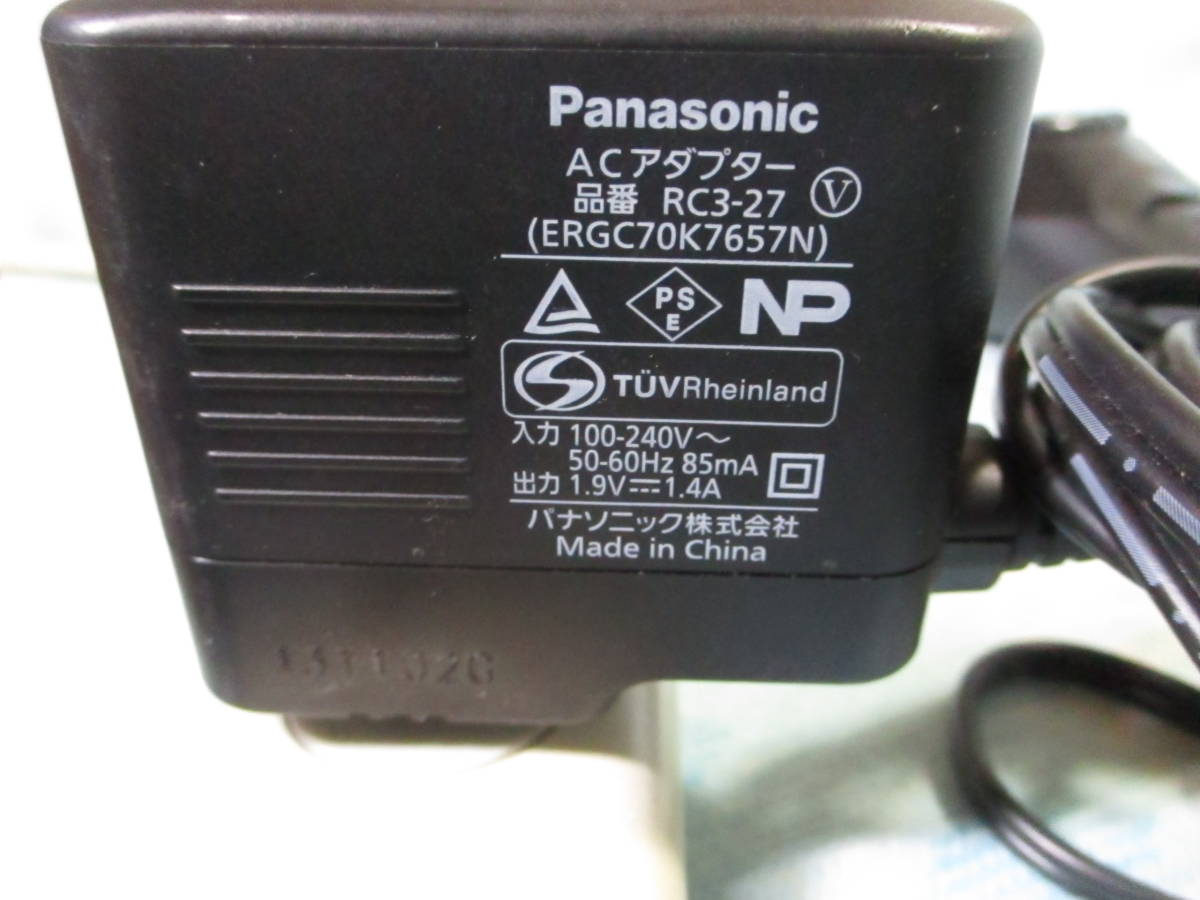 Panasonic
ACアダプター
品番 RC3-27 V
(ERGC70K7657N)
PS
E
NP
TÜVRheinland
入力 100-240V～
50-60Hz 85mA
出力 1.9V⎓1.4A
パナソニック株式会社
Made in China